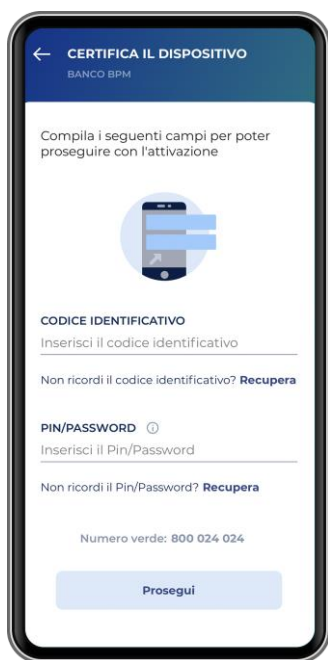 CERTIFICA IL DISPOSITIVO
BANCO BPM
Compila i seguenti campi per poter
proseguire con l'attivazione
CODICE IDENTIFICATIVO
Inserisci il codice identificativo
Non ricordi il codice identificativo? Recupera
PIN/PASSWORD
Inserisci il Pin/Password
Non ricordi il Pin/Password? Recupera
Numero verde: 800 024 024
Prosegui